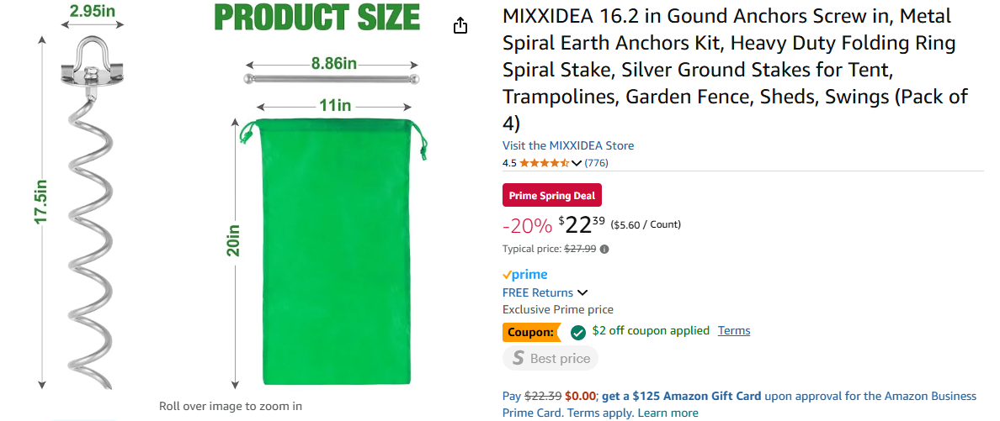 2.95in
PRODUCT SIZE
8.86in
11in
17.5in
20in
Roll over image to zoom in
MIXXIDEA 16.2 in Gound Anchors Screw in, Metal
Spiral Earth Anchors Kit, Heavy Duty Folding Ring
Spiral Stake, Silver Ground Stakes for Tent,
Trampolines, Garden Fence, Sheds, Swings (Pack of
4)
Visit the MIXXIDEA Store
4.5 (776)
Prime Spring Deal
-20% $22.39 ($5.60 / Count)
Typical price: $27.99
prime
FREE Returns
Exclusive Prime price
Coupon: $2 off coupon applied Terms
S Best price
Pay $22.39 $0.00; get a $125 Amazon Gift Card upon approval for the Amazon Business
Prime Card. Terms apply. Learn more